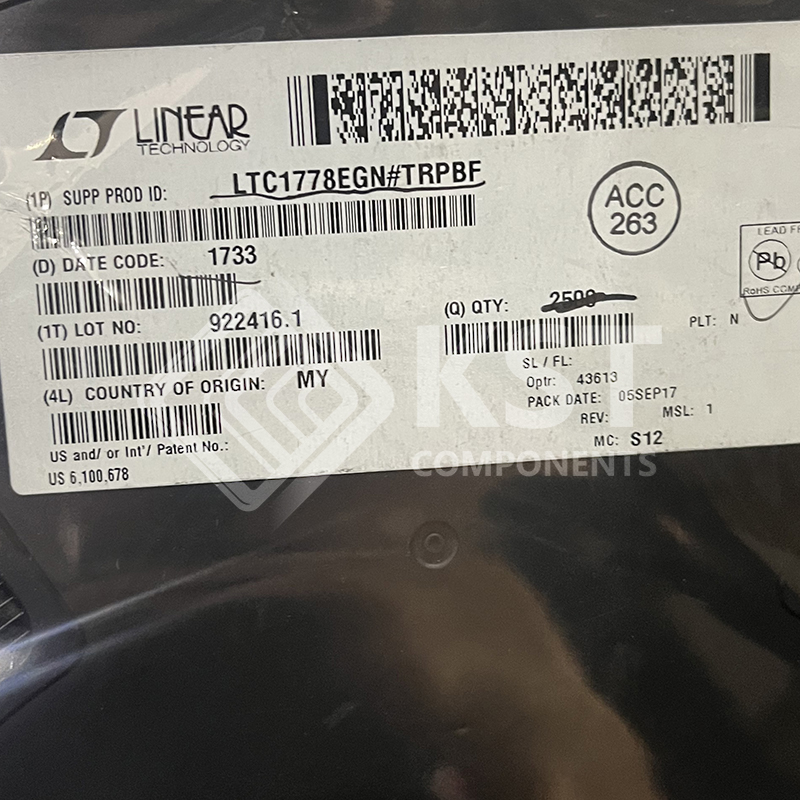 LINEAR
TECHNOLOGY
(1P) SUPP PROD ID: LTC1778EGN#TRPBF
ACC
263
LEAD
Pb
RoHS
(D) DATE CODE: 1733
(1T) LOT NO: 922416.1
(Q) QTY: 2500
PLT: N
(4L) COUNTRY OF ORIGIN: MY
SL / FL:
Optr: 43613
PACK DATE: 05SEP17
REV: MSL: 1
MC: S12
US and/ or Int'/ Patent No.:
US 6,100,678
KST
COMPONENTS